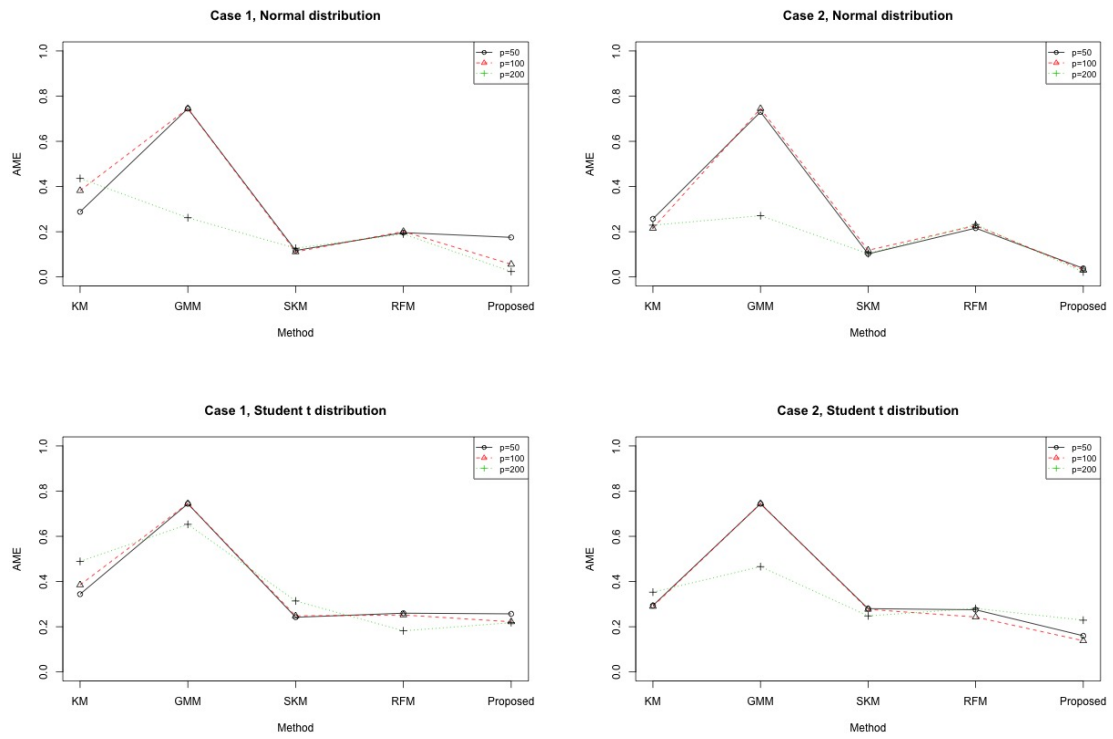 Case 1, Normal distribution
AME
1.0
0.8
0.6
0.4
0.2
0.0
p=50
p=100
p=200
KM GMM SKM RFM Proposed
Method
Case 2, Normal distribution
AME
1.0
0.8
0.6
0.4
0.2
0.0
p=50
p=100
p=200
KM GMM SKM RFM Proposed
Method
Case 1, Student t distribution
AME
1.0
0.8
0.6
0.4
0.2
0.0
p=50
p=100
p=200
KM GMM SKM RFM Proposed
Method
Case 2, Student t distribution
AME
1.0
0.8
0.6
0.4
0.2
0.0
p=50
p=100
p=200
KM GMM SKM RFM Proposed
Method